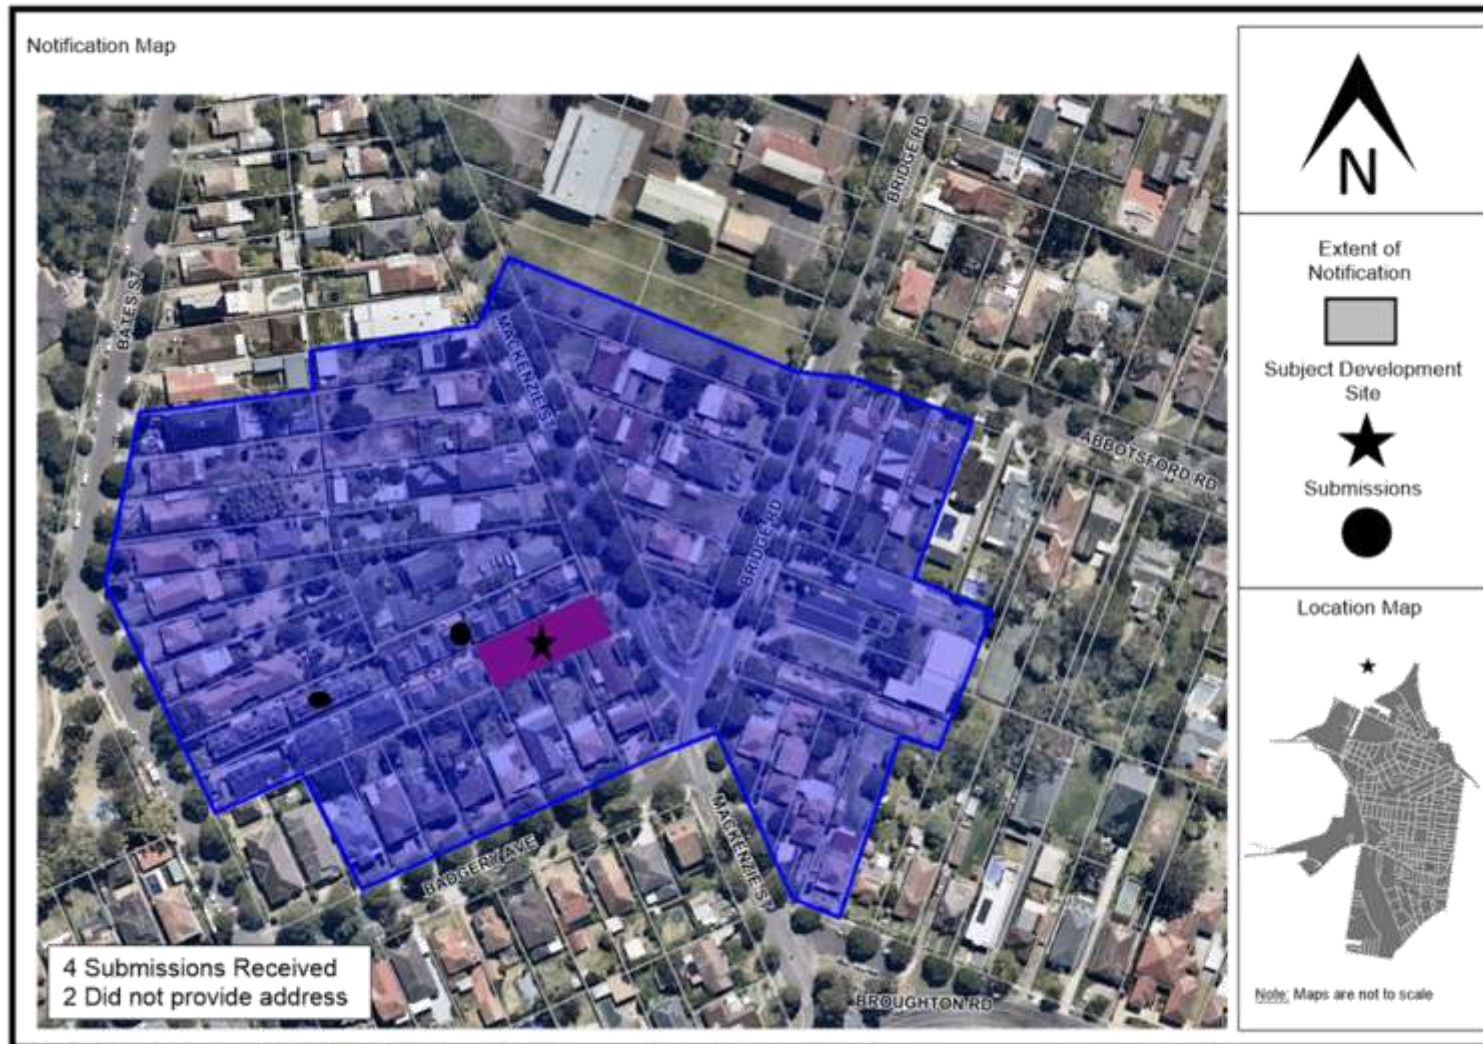 Notification Map
BRIDGE RD
BATES ST
MACKENZIE ST
ABBOTSFORD RD
BRIDGE RD
MACKENZIE ST
BADGERY AVE
BROUGHTON RD
4 Submissions Received
2 Did not provide address
N
Extent of
Notification
Subject Development
Site
Submissions
Location Map
Note: Maps are not to scale